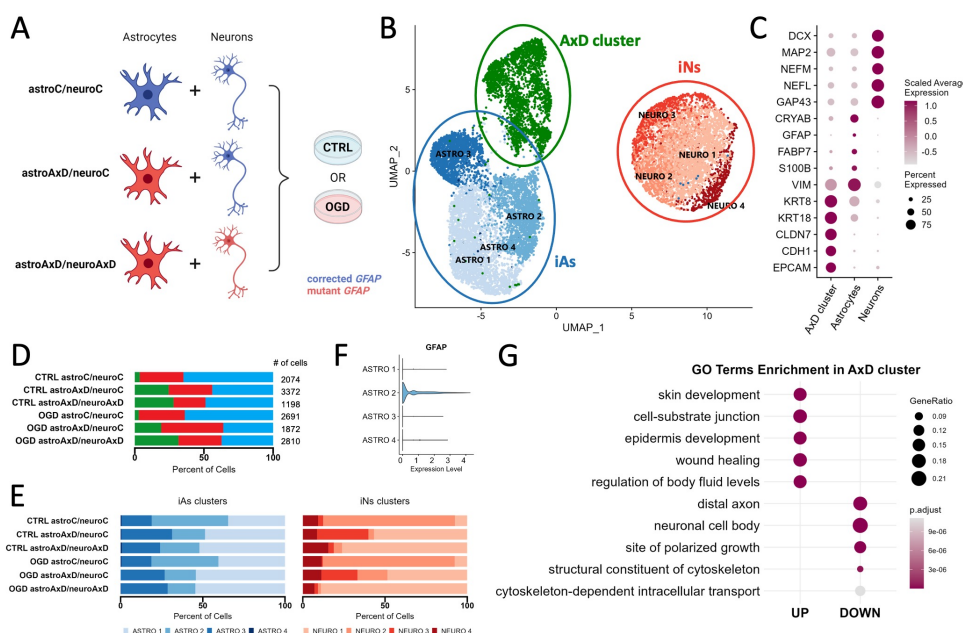 A
Astrocytes
Neurons
astroC/neuroC
+
astroAxD/neuroC
+
astroAxD/neuroAxD
+
CTRL
OR
OGD
corrected GFAP
mutant GFAP
B
AxD cluster
iNs
iAs
NEURO 3
NEURO 1
NEURO 2
NEURO 4
ASTRO 3
ASTRO 2
ASTRO 4
ASTRO 1
UMAP_2
5
0
-5
-5
0
5
10
UMAP_1
C
DCX
MAP2
NEFM
NEFL
GAP43
CRYAB
GFAP
FABP7
S100B
VIM
KRT8
KRT18
CLDN7
CDH1
EPCAM
AxD cluster
Astrocytes
Neurons
Scaled Average
Expression
1.0
0.5
0.0
-0.5
Percent
Expressed
25
50
75
D
# of cells
CTRL astroC/neuroC 2074
CTRL astroAxD/neuroC 3372
CTRL astroAxD/neuroAxD 1198
OGD astroC/neuroC 2691
OGD astroAxD/neuroC 1872
OGD astroAxD/neuroAxD 2810
0 50 100
Percent of Cells
E
iAs clusters
iNs clusters
CTRL astroC/neuroC
CTRL astroAxD/neuroC
CTRL astroAxD/neuroAxD
OGD astroC/neuroC
OGD astroAxD/neuroC
OGD astroAxD/neuroAxD
0 50 100
Percent of Cells
0 50 100
Percent of Cells
ASTRO 1 ASTRO 2 ASTRO 3 ASTRO 4
NEURO 1 NEURO 2 NEURO 3 NEURO 4
F
GFAP
ASTRO 1
ASTRO 2
ASTRO 3
ASTRO 4
0 1 2 3 4
Expression Level
G
GO Terms Enrichment in AxD cluster
skin development
cell-substrate junction
epidermis development
wound healing
regulation of body fluid levels
distal axon
neuronal cell body
site of polarized growth
structural constituent of cytoskeleton
cytoskeleton-dependent intracellular transport
UP
DOWN
GeneRatio
0.09
0.12
0.15
0.18
0.21
p.adjust
9e-06
6e-06
3e-06